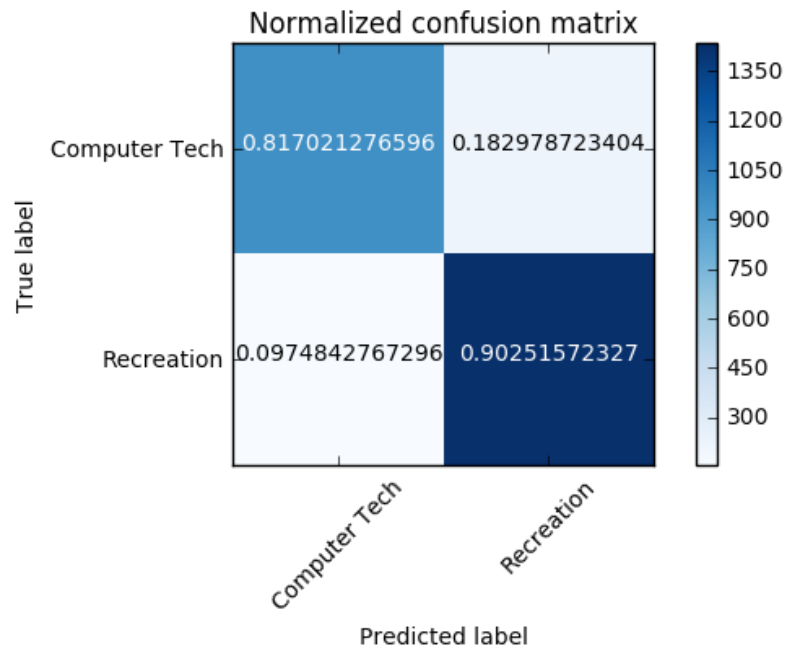 Normalized confusion matrix
True label
Computer Tech
Recreation
0.817021276596
0.182978723404
0.0974842767296
0.90251572327
Computer Tech
Recreation
Predicted label
1350
1200
1050
900
750
600
450
300